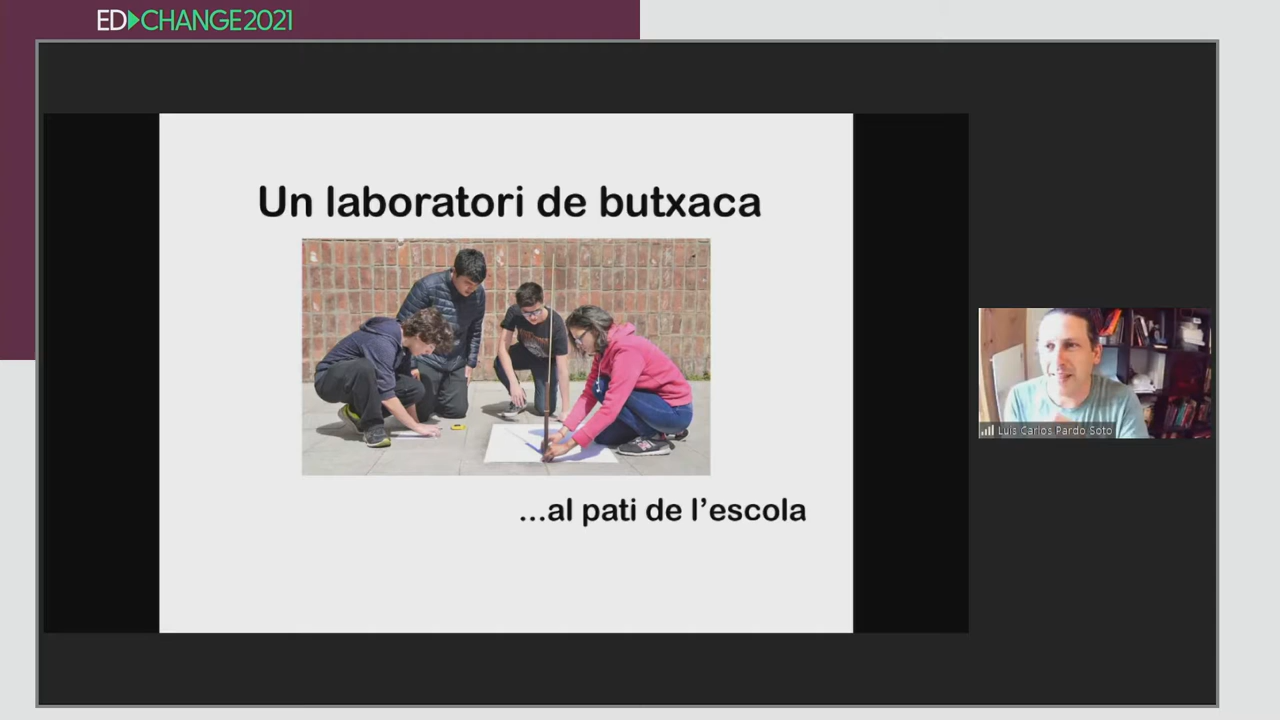 ED▶CHANGE2021
Un laboratori de butxaca
...al pati de l'escola
Luis Carlos Pardo Soto